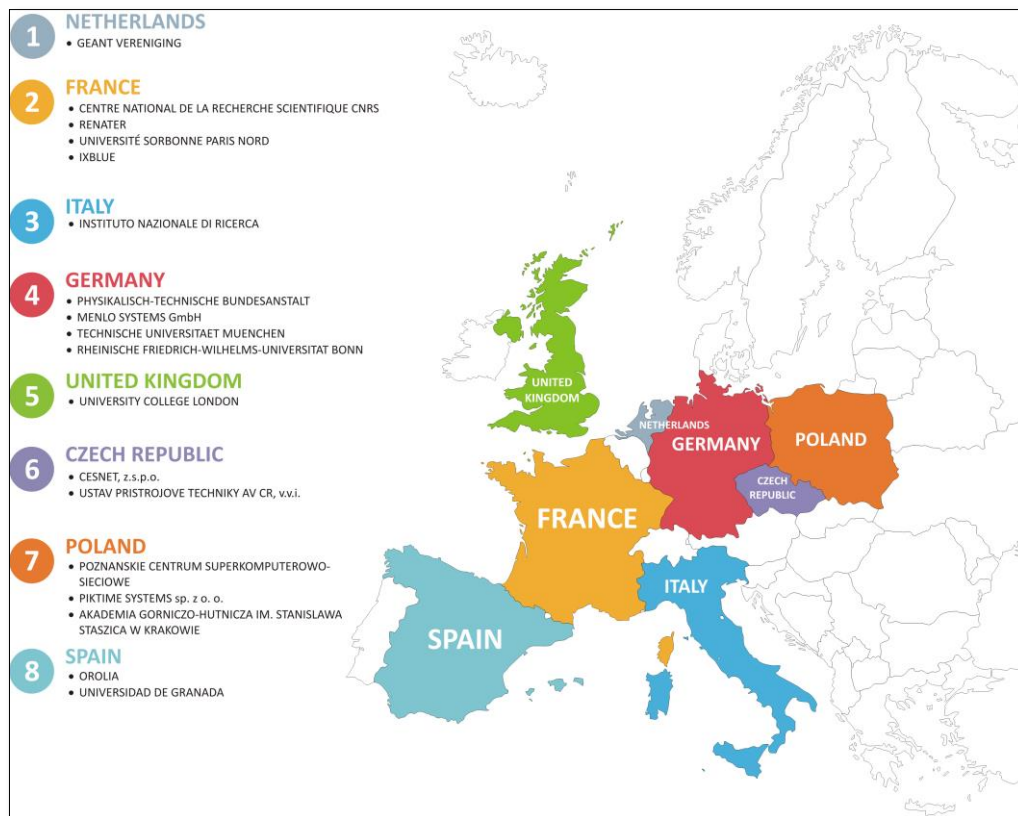 1
NETHERLANDS
• GEANT VERENIGING
2
FRANCE
• CENTRE NATIONAL DE LA RECHERCHE SCIENTIFIQUE CNRS
• RENATER
• UNIVERSITÉ SORBONNE PARIS NORD
• IXBLUE
3
ITALY
• INSTITUTO NAZIONALE DI RICERCA
4
GERMANY
• PHYSIKALISCH-TECHNISCHE BUNDESANSTALT
• MENLO SYSTEMS GmbH
• TECHNISCHE UNIVERSITAET MUENCHEN
• RHEINISCHE FRIEDRICH-WILHELMS-UNIVERSITAT BONN
5
UNITED KINGDOM
• UNIVERSITY COLLEGE LONDON
6
CZECH REPUBLIC
• CESNET, z.s.p.o.
• USTAV PRISTROJOVE TECHNIKY AV CR, v.v.i.
7
POLAND
• POZNANSKIE CENTRUM SUPERKOMPUTEROWO-
SIECIOWE
• PIKTIME SYSTEMS sp. z o. o.
• AKADEMIA GORNICZO-HUTNICZA IM. STANISLAWA
STASZICA W KRAKOWIE
8
SPAIN
• OROLIA
• UNIVERSIDAD DE GRANADA
UNITED
KINGDOM
NETHERLANDS
GERMANY
POLAND
CZECH
REPUBLIC
FRANCE
ITALY
SPAIN